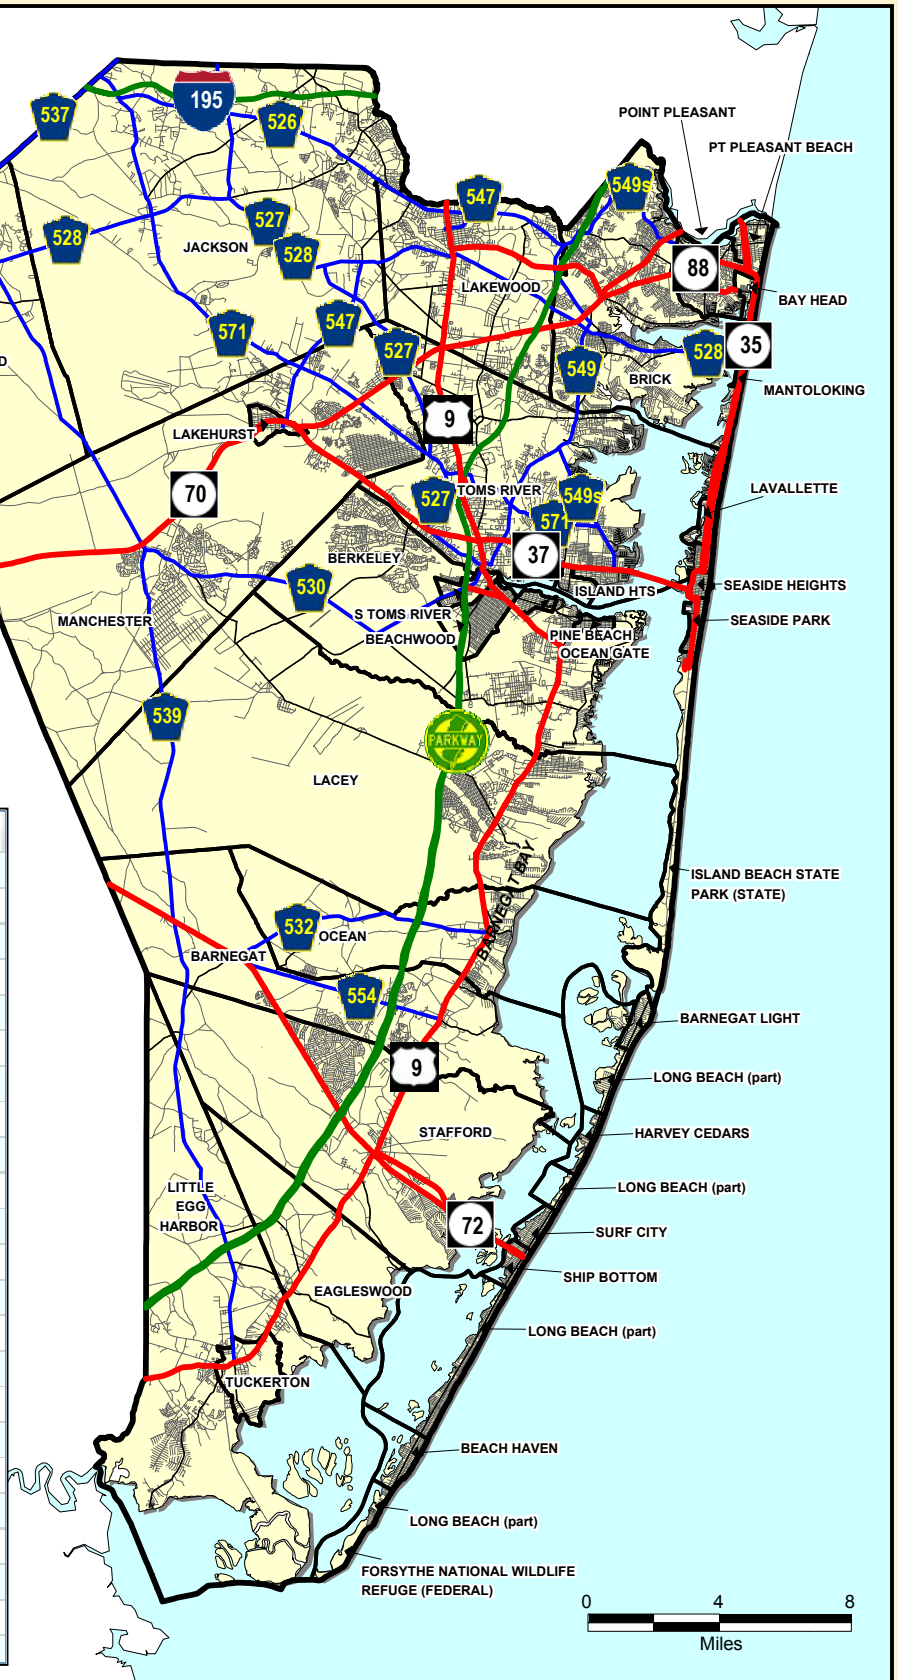 195
537
526
POINT PLEASANT
PT PLEASANT BEACH
549s
547
527
528
528
JACKSON
88
LAKEWOOD
BAY HEAD
571
547
527
549
528
35
D
BRICK
MANTOLOKING
9
LAKEHURST
70
527
TOMS RIVER
549s
571
LAVALLETTE
37
BERKELEY
530
ISLAND HTS
SEASIDE HEIGHTS
S TOMS RIVER
SEASIDE PARK
MANCHESTER
BEACHWOOD
PINE BEACH
OCEAN GATE
539
PARKWAY
LACEY
BARNEGAT BAY
ISLAND BEACH STATE
PARK (STATE)
532
OCEAN
BARNEGAT
554
BARNEGAT LIGHT
9
LONG BEACH (part)
STAFFORD
HARVEY CEDARS
LITTLE
EGG
HARBOR
LONG BEACH (part)
72
SURF CITY
SHIP BOTTOM
EAGLESWOOD
LONG BEACH (part)
TUCKERTON
BEACH HAVEN
LONG BEACH (part)
FORSYTHE NATIONAL WILDLIFE
REFUGE (FEDERAL)
0 4 8
Miles